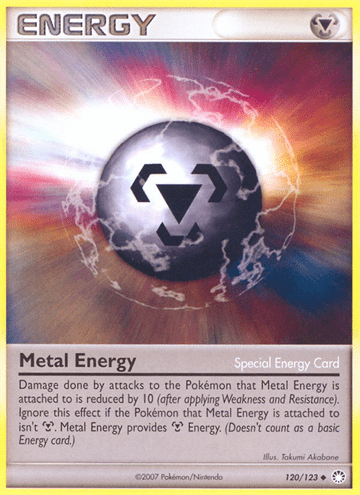 ENERGY
Metal Energy
Special Energy Card
Damage done by attacks to the Pokémon that Metal Energy is
attached to is reduced by 10 (after applying Weakness and Resistance).
Ignore this effect if the Pokémon that Metal Energy is attached to
isn't . Metal Energy provides  Energy. (Doesn't count as a basic
Energy card.)
Illus. Takumi Akabane
©2007 Pokémon/Nintendo
120/123